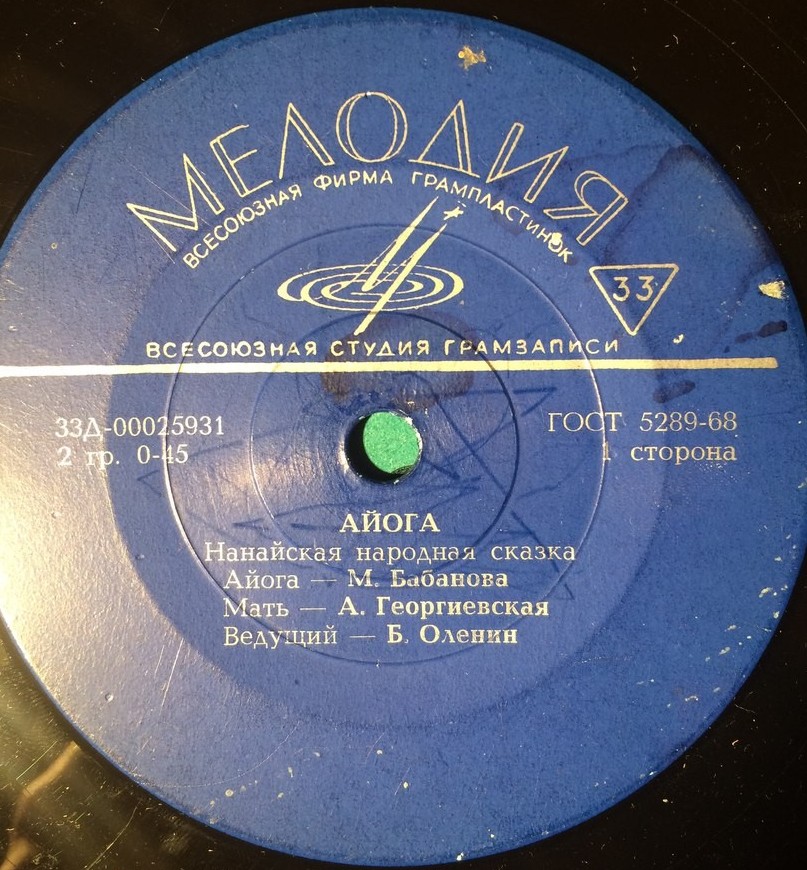 МЕЛОДИЯ
ВСЕСОЮЗНАЯ ФИРМА ГРАМПЛАСТИНОК
33
ВСЕСОЮЗНАЯ СТУДИЯ ГРАМЗАПИСИ
33Д-00025931
ГОСТ 5289-68
2 гр. 0-45
1 сторона
АЙОГА
Нанайская народная сказка
Айога — М. Бабанова
Мать — А. Георгиевская
Ведущий — Б. Оленин